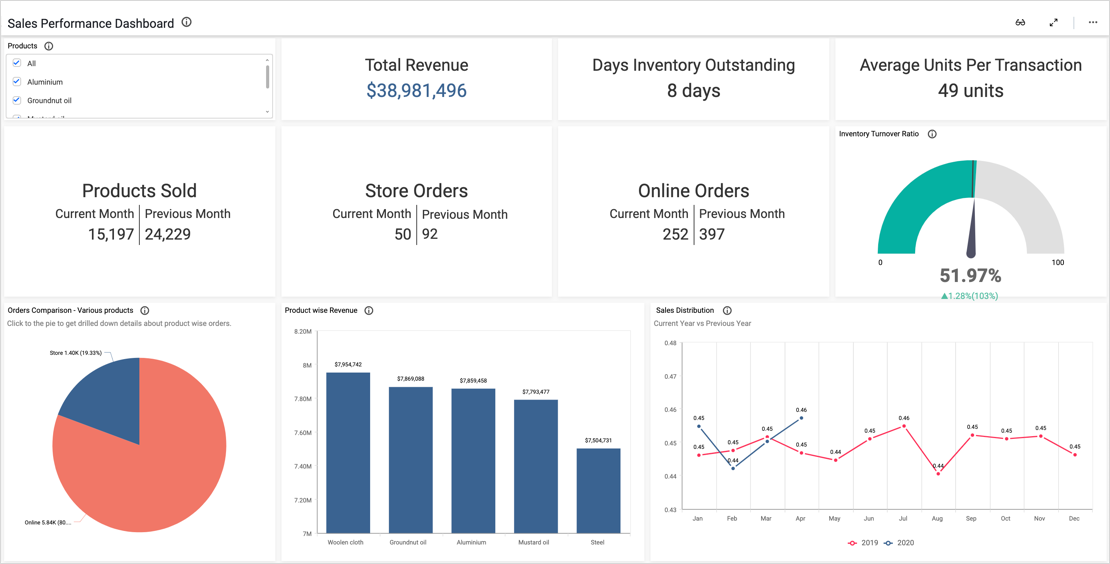 Sales Performance Dashboard
Products
All
Aluminium
Groundnut oil
Total Revenue
$38,981,496
Days Inventory Outstanding
8 days
Average Units Per Transaction
49 units
Products Sold
Current Month Previous Month
15,197 24,229
Store Orders
Current Month Previous Month
50 92
Online Orders
Current Month Previous Month
252 397
Inventory Turnover Ratio
0 100
51.97%
▲1.28%(103%)
Orders Comparison - Various products
Click to the pie to get drilled down details about product wise orders.
Store 1.40K (19.33%)
Online 5.84K (80....
Product wise Revenue
8.20M
8M
7.80M
7.60M
7.40M
7.20M
7M
$7,954,742
$7,869,088
$7,859,458
$7,793,477
$7,504,731
Woolen cloth Groundnut oil Aluminium Mustard oil Steel
Sales Distribution
Current Year vs Previous Year
0.48
0.47
0.46
0.45
0.44
0.43
0.45 0.45 0.45 0.45 0.44 0.45 0.46 0.44 0.45 0.45 0.45 0.45
0.45 0.44 0.46
Jan Feb Mar Apr May Jun Jul Aug Sep Oct Nov Dec
2019 2020